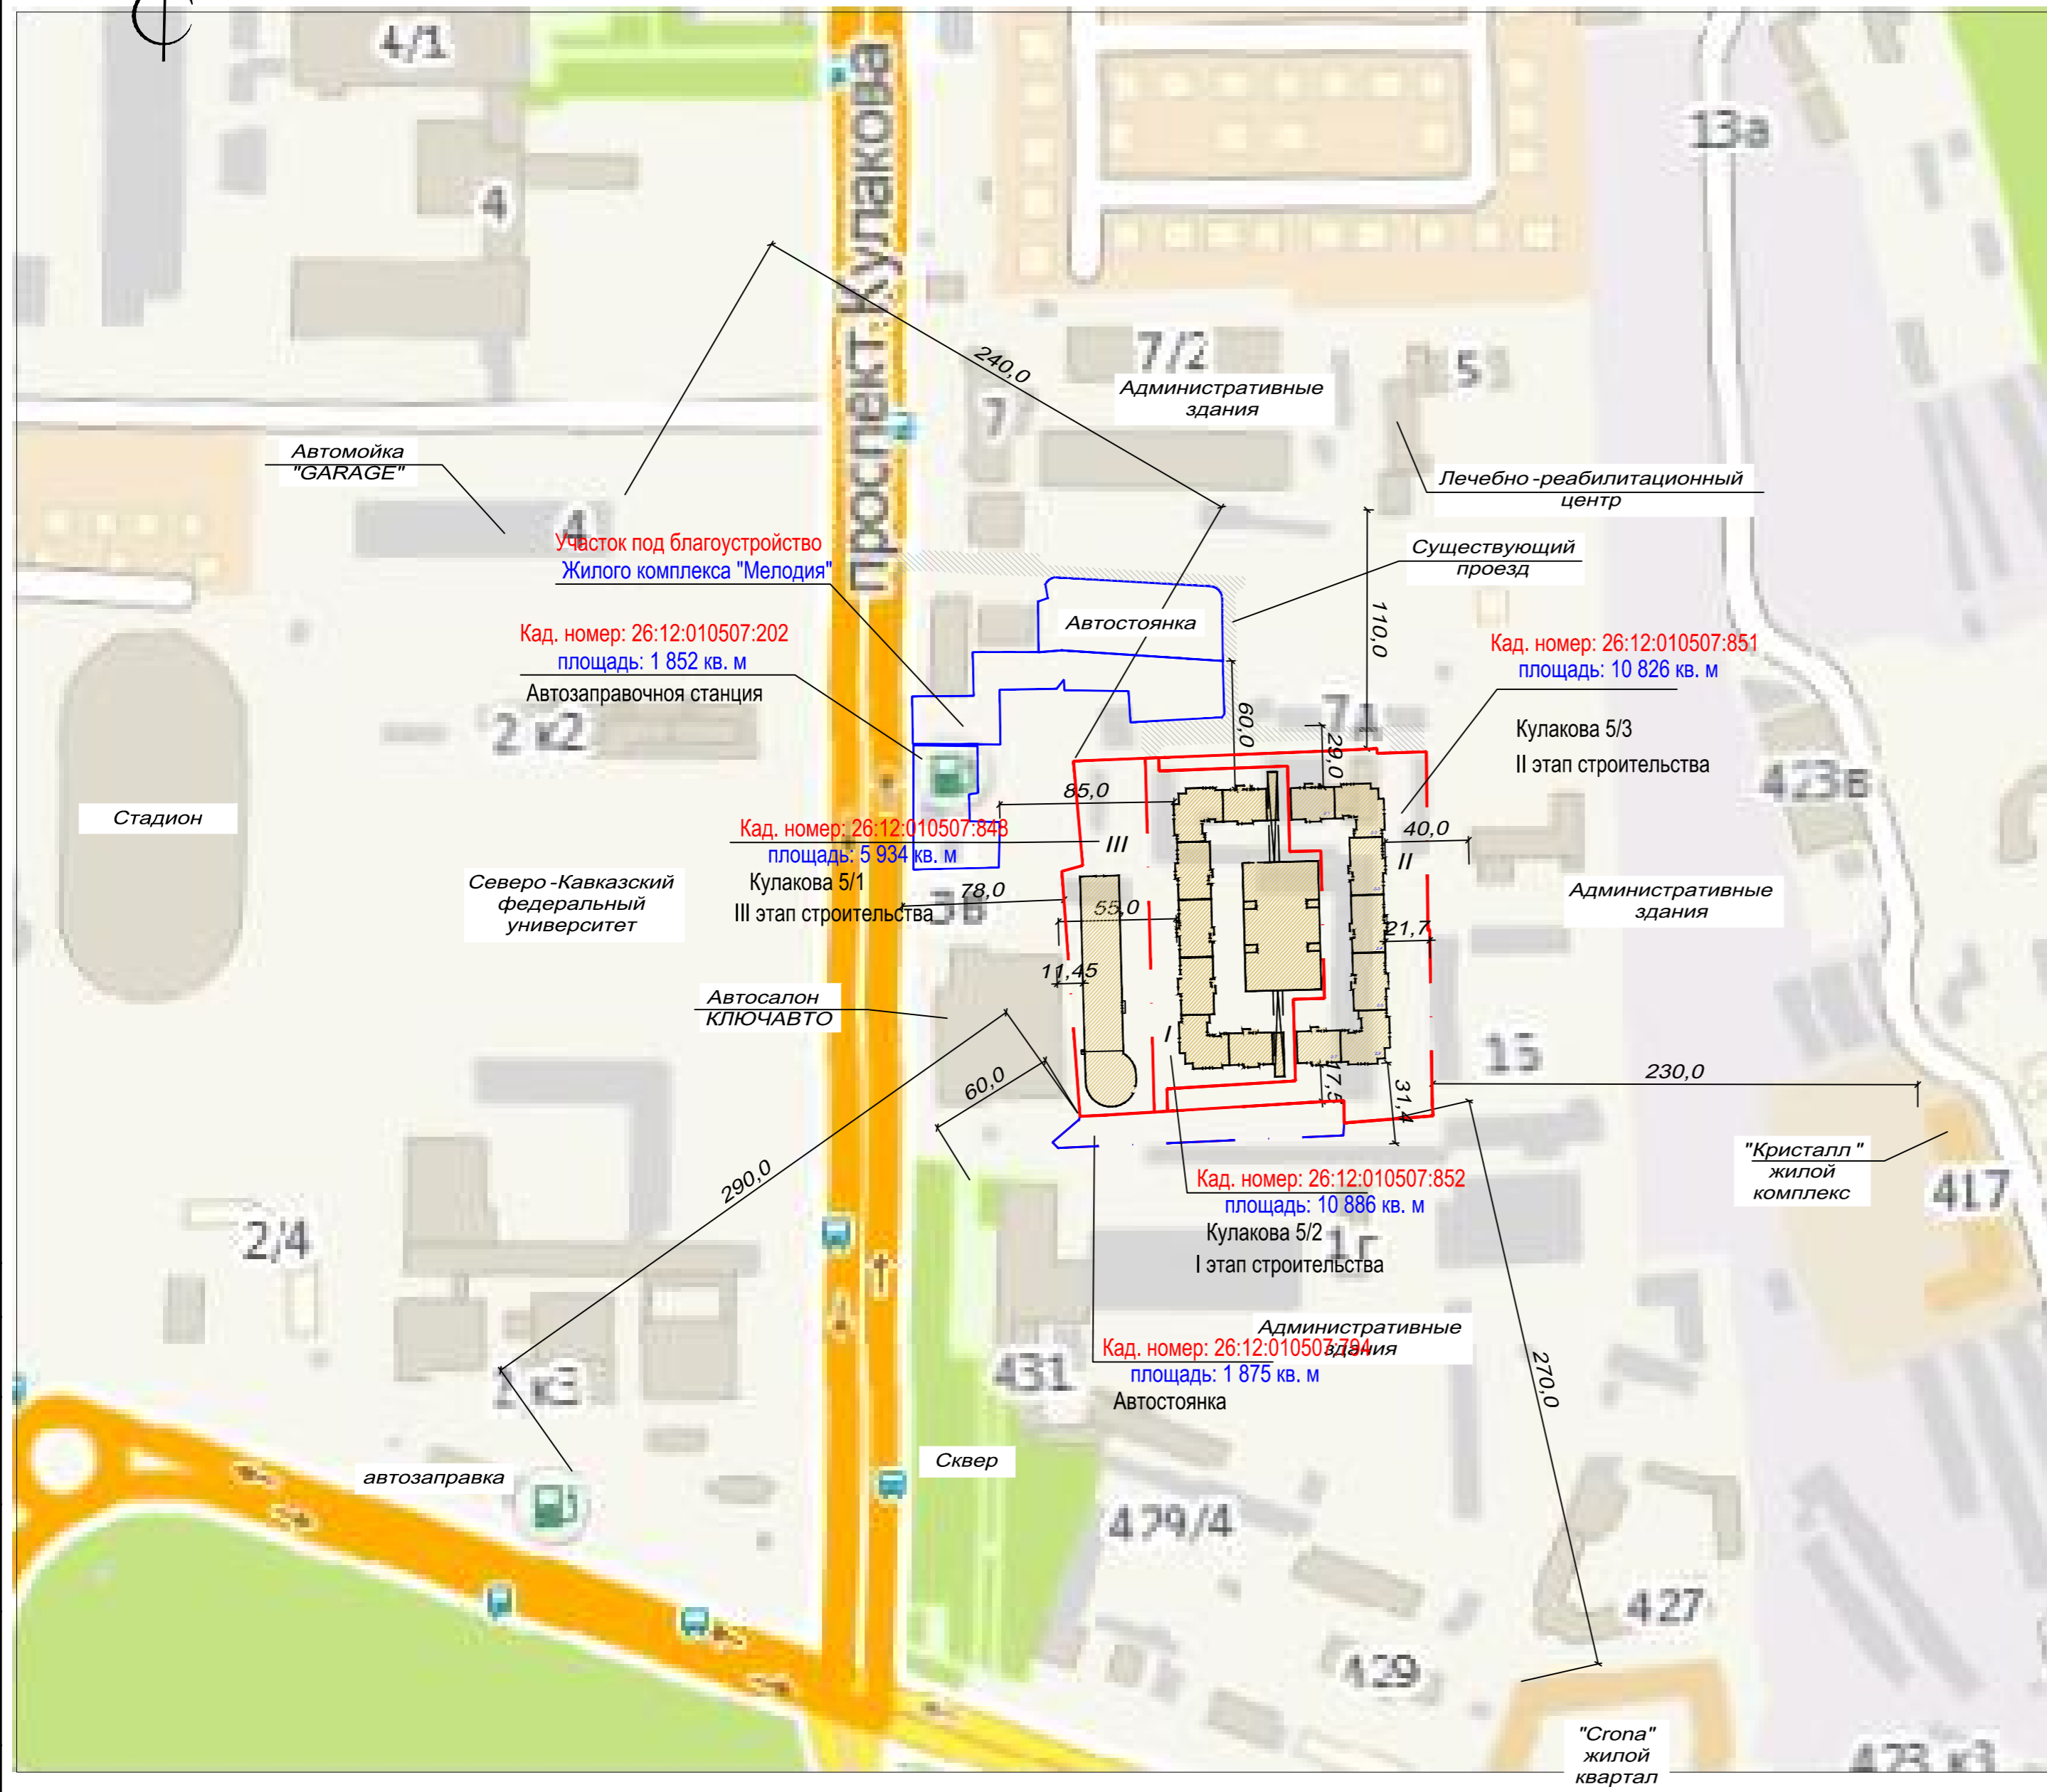 4/1
4
проспект Кулакова
13а
240,0
7/2
5
7
Административные
здания
Автомойка
"GARAGE"
4
Лечебно-реабилитационный
центр
Участок под благоустройство
Жилого комплекса "Мелодия"
Существующий
проезд
110,0
Автостоянка
Кад. номер: 26:12:010507:202
площадь: 1 852 кв. м
Автозаправочноя станция
Кад. номер: 26:12:010507:851
площадь: 10 826 кв. м
Кулакова 5/3
II этап строительства
2 к2
60,0
29,0
423в
85,0
Стадион
Кад. номер: 26:12:010507:848
площадь: 5 934 кв. м
Кулакова 5/1
III этап строительства
III
40,0
II
Северо-Кавказский
федеральный
университет
78,0
3в
55,0
21,7
Административные
здания
11,45
Автосалон
КЛЮЧАВТО
I
15
60,0
17,5
31,4
230,0
290,0
"Кристалл"
жилой
комплекс
417
Кад. номер: 26:12:010507:852
площадь: 10 886 кв. м
Кулакова 5/2
I этап строительства
1г
2/4
Административные
здания
Кад. номер: 26:12:010507:794
площадь: 1 875 кв. м
Автостоянка
431
270,0
автозаправка
Сквер
429/4
427
429
"Crona"
жилой
квартал
423 к3